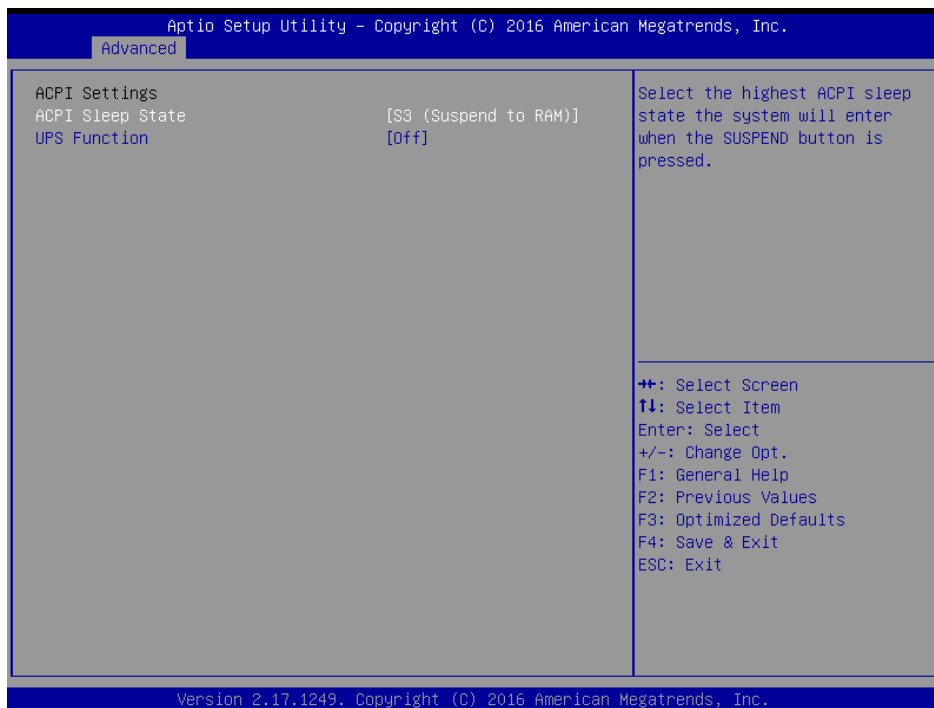 Aptio Setup Utility – Copyright (C) 2016 American Megatrends, Inc.
Advanced
ACPI Settings
ACPI Sleep State [S3 (Suspend to RAM)]
UPS Function [Off]
Select the highest ACPI sleep
state the system will enter
when the SUSPEND button is
pressed.
→←: Select Screen
↑↓: Select Item
Enter: Select
+/-: Change Opt.
F1: General Help
F2: Previous Values
F3: Optimized Defaults
F4: Save & Exit
ESC: Exit
Version 2.17.1249. Copyright (C) 2016 American Megatrends, Inc.